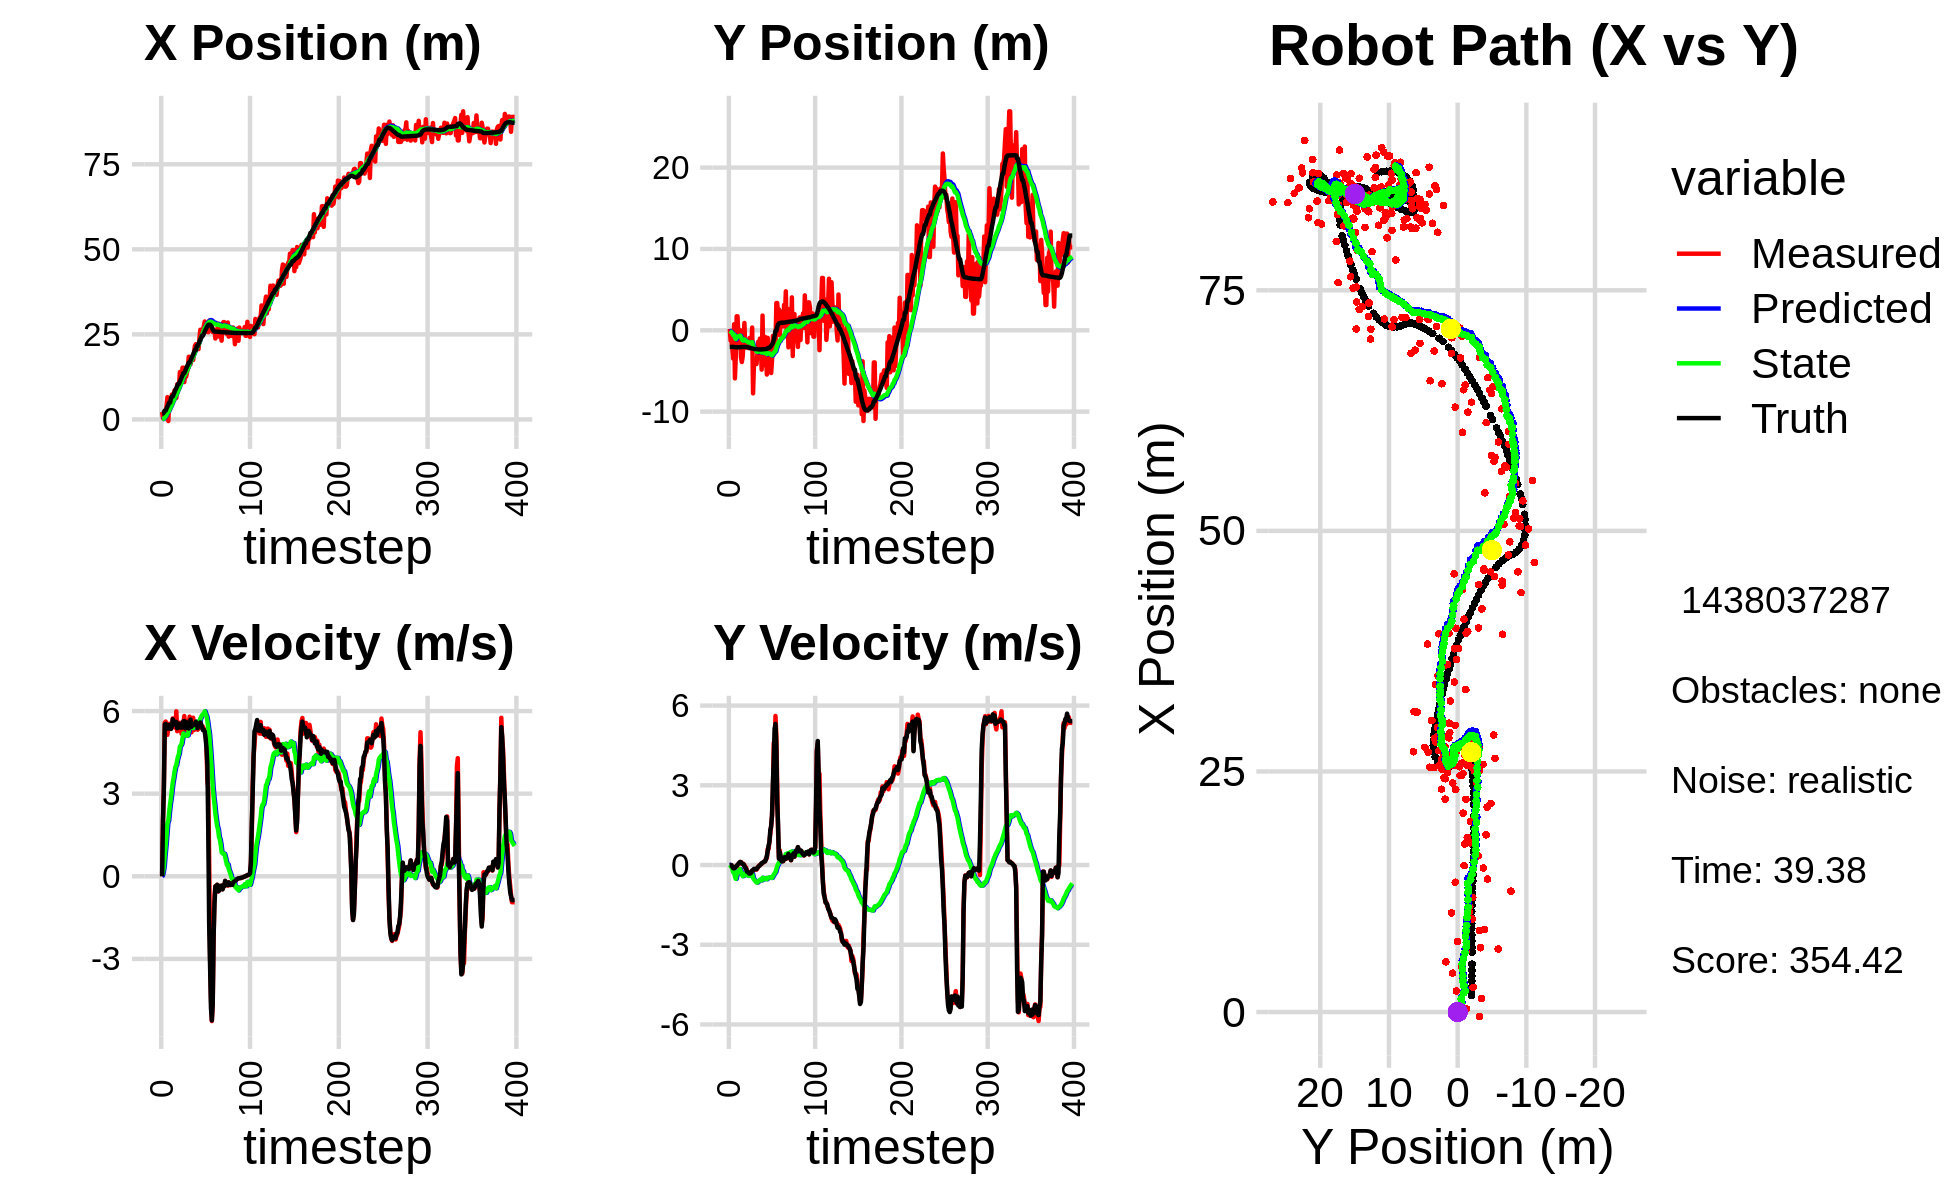 X Position (m)
75
50
25
0
0
100
200
300
400
timestep
Y Position (m)
20
10
0
-10
0
100
200
300
400
timestep
X Velocity (m/s)
6
3
0
-3
0
100
200
300
400
timestep
Y Velocity (m/s)
6
3
0
-3
-6
0
100
200
300
400
timestep
Robot Path (X vs Y)
X Position (m)
75
50
25
0
20 10 0 -10 -20
Y Position (m)
variable
Measured
Predicted
State
Truth
1438037287
Obstacles: none
Noise: realistic
Time: 39.38
Score: 354.42